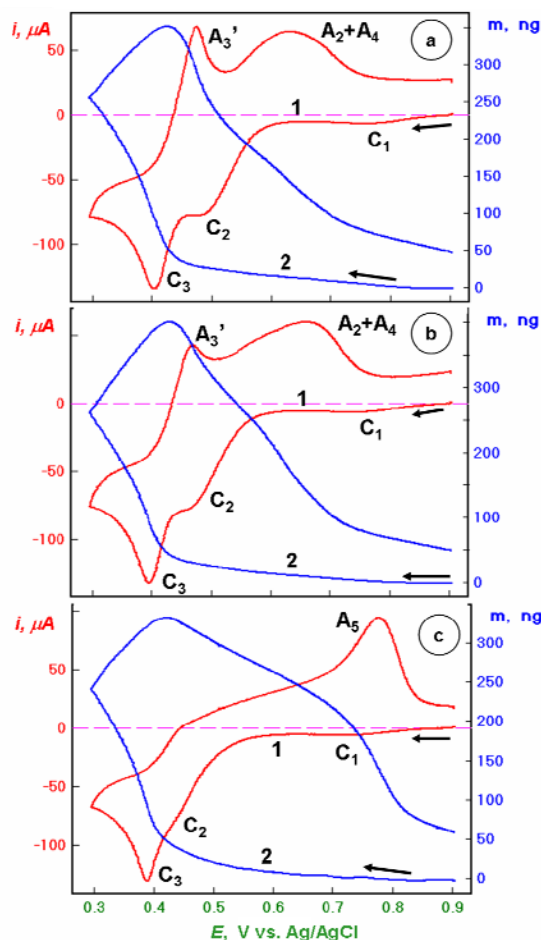 i, μA A₃’ A₂+A₄ a m, ng
50 300
0 1 250
200
-50 C₁ 150
C₂ 100
-100 2 50
C₃ 0
b
i, μA A₃’ A₂+A₄ m, ng
50
0 1 300
C₁ 200
-50
C₂ 100
-100 2
C₃ 0
c
i, μA A₅ m, ng
50 300
250
0 200
1 C₁ 150
-50 100
C₂ 2 50
-100 C₃ 0
0.3 0.4 0.5 0.6 0.7 0.8 0.9
E, V vs. Ag/AgCl